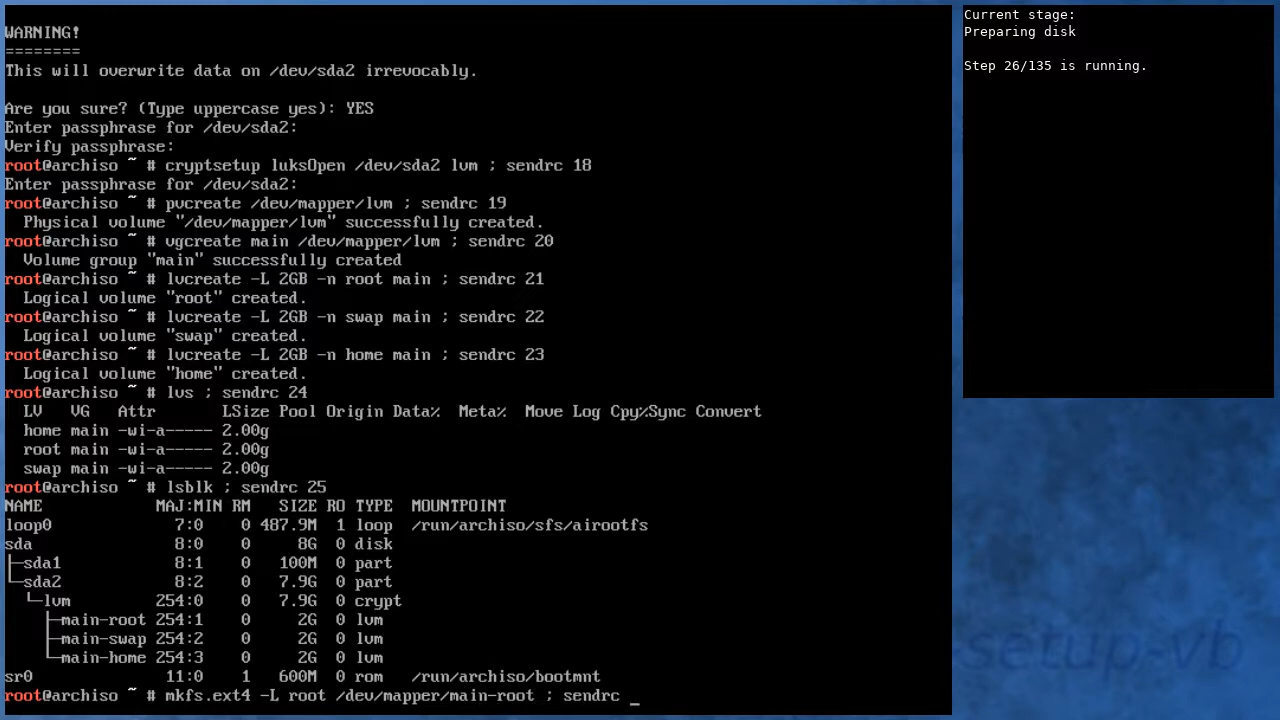 WARNING!
========
This will overwrite data on /dev/sda2 irrevocably.
Are you sure? (Type uppercase yes): YES
Enter passphrase for /dev/sda2:
Verify passphrase:
root@archiso ~ # cryptsetup luksOpen /dev/sda2 lvm ; sendrc 18
Enter passphrase for /dev/sda2:
root@archiso ~ # pvcreate /dev/mapper/lvm ; sendrc 19
  Physical volume "/dev/mapper/lvm" successfully created.
root@archiso ~ # vgcreate main /dev/mapper/lvm ; sendrc 20
  Volume group "main" successfully created
root@archiso ~ # lvcreate -L 2GB -n root main ; sendrc 21
  Logical volume "root" created.
root@archiso ~ # lvcreate -L 2GB -n swap main ; sendrc 22
  Logical volume "swap" created.
root@archiso ~ # lvcreate -L 2GB -n home main ; sendrc 23
  Logical volume "home" created.
root@archiso ~ # lvs ; sendrc 24
  LV   VG   Attr       LSize Pool Origin Data%  Meta%  Move Log Cpy%Sync Convert
  home main -wi-a----- 2.00g
  root main -wi-a----- 2.00g
  swap main -wi-a----- 2.00g
root@archiso ~ # lsblk ; sendrc 25
NAME            MAJ:MIN RM   SIZE RO TYPE  MOUNTPOINT
loop0             7:0    0 487.9M  1 loop  /run/archiso/sfs/airootfs
sda               8:0    0     8G  0 disk
├─sda1            8:1    0   100M  0 part
└─sda2            8:2    0   7.9G  0 part
  └─lvm         254:0    0   7.9G  0 crypt
    ├─main-root 254:1    0     2G  0 lvm
    ├─main-swap 254:2    0     2G  0 lvm
    └─main-home 254:3    0     2G  0 lvm
sr0              11:0    1   600M  0 rom   /run/archiso/bootmnt
root@archiso ~ # mkfs.ext4 -L root /dev/mapper/main-root ; sendrc _
Current stage:
Preparing disk
Step 26/135 is running.
setup-vb